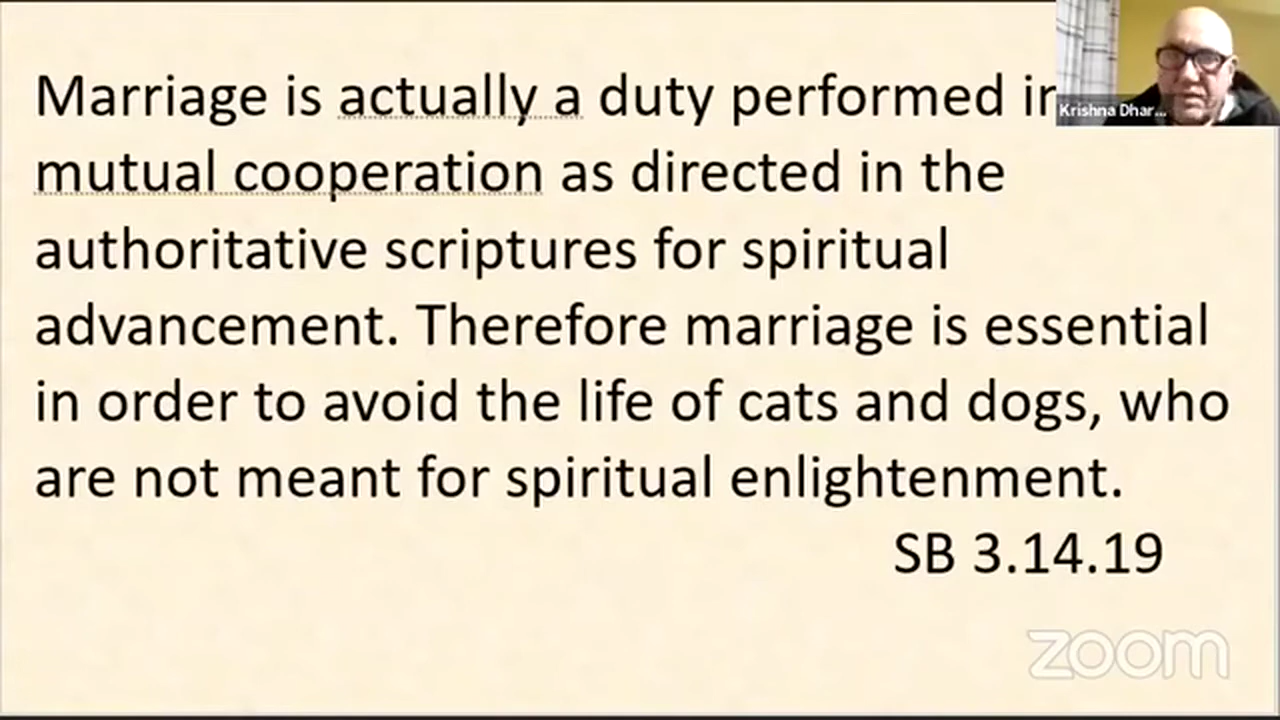 Marriage is actually a duty performed in
Krishna Dhar...
mutual cooperation as directed in the
authoritative scriptures for spiritual
advancement. Therefore marriage is essential
in order to avoid the life of cats and dogs, who
are not meant for spiritual enlightenment.
SB 3.14.19
zoom